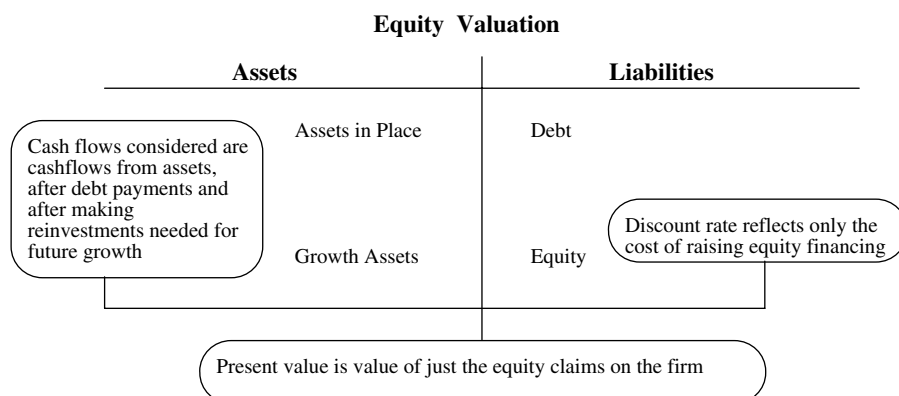 Equity Valuation
Assets
Liabilities
Assets in Place
Debt
Cash flows considered are
cashflows from assets,
after debt payments and
after making
reinvestments needed for
future growth
Growth Assets
Equity
Discount rate reflects only the
cost of raising equity financing
Present value is value of just the equity claims on the firm